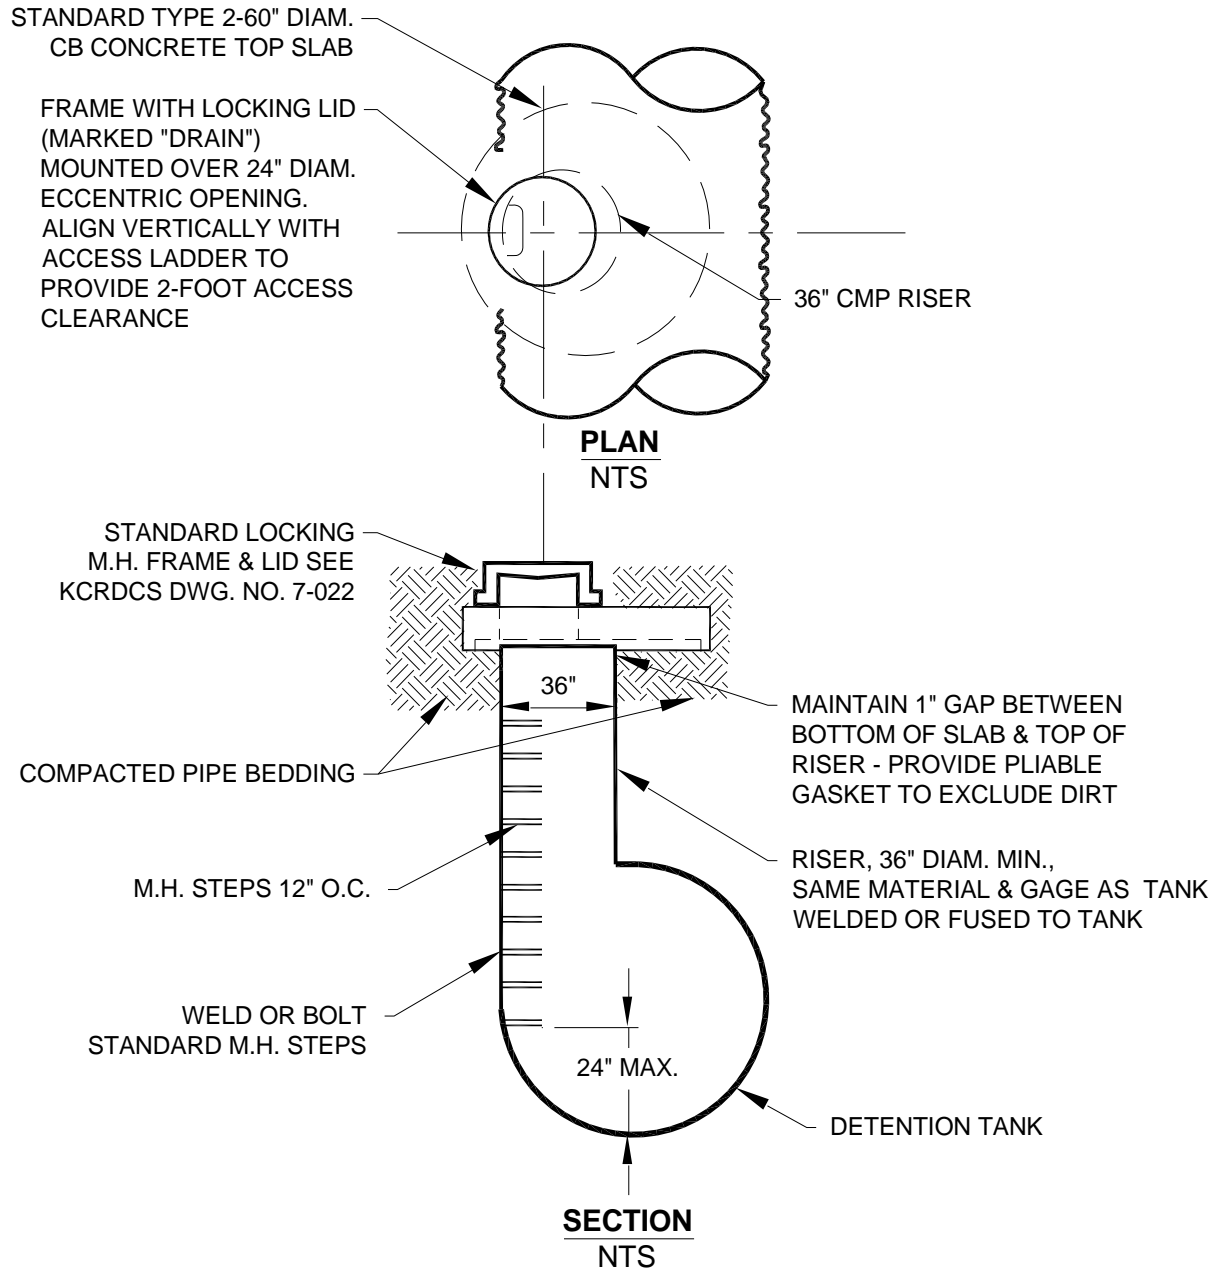 STANDARD TYPE 2-60" DIAM.
CB CONCRETE TOP SLAB
FRAME WITH LOCKING LID
(MARKED "DRAIN")
MOUNTED OVER 24" DIAM.
ECCENTRIC OPENING.
ALIGN VERTICALLY WITH
ACCESS LADDER TO
PROVIDE 2-FOOT ACCESS
CLEARANCE
36" CMP RISER
PLAN
NTS
STANDARD LOCKING
M.H. FRAME & LID SEE
KCRDCS DWG. NO. 7-022
36"
MAINTAIN 1" GAP BETWEEN
BOTTOM OF SLAB & TOP OF
RISER - PROVIDE PLIABLE
GASKET TO EXCLUDE DIRT
COMPACTED PIPE BEDDING
RISER, 36" DIAM. MIN.,
SAME MATERIAL & GAGE AS TANK
WELDED OR FUSED TO TANK
M.H. STEPS 12" O.C.
WELD OR BOLT
STANDARD M.H. STEPS
24" MAX.
DETENTION TANK
SECTION
NTS